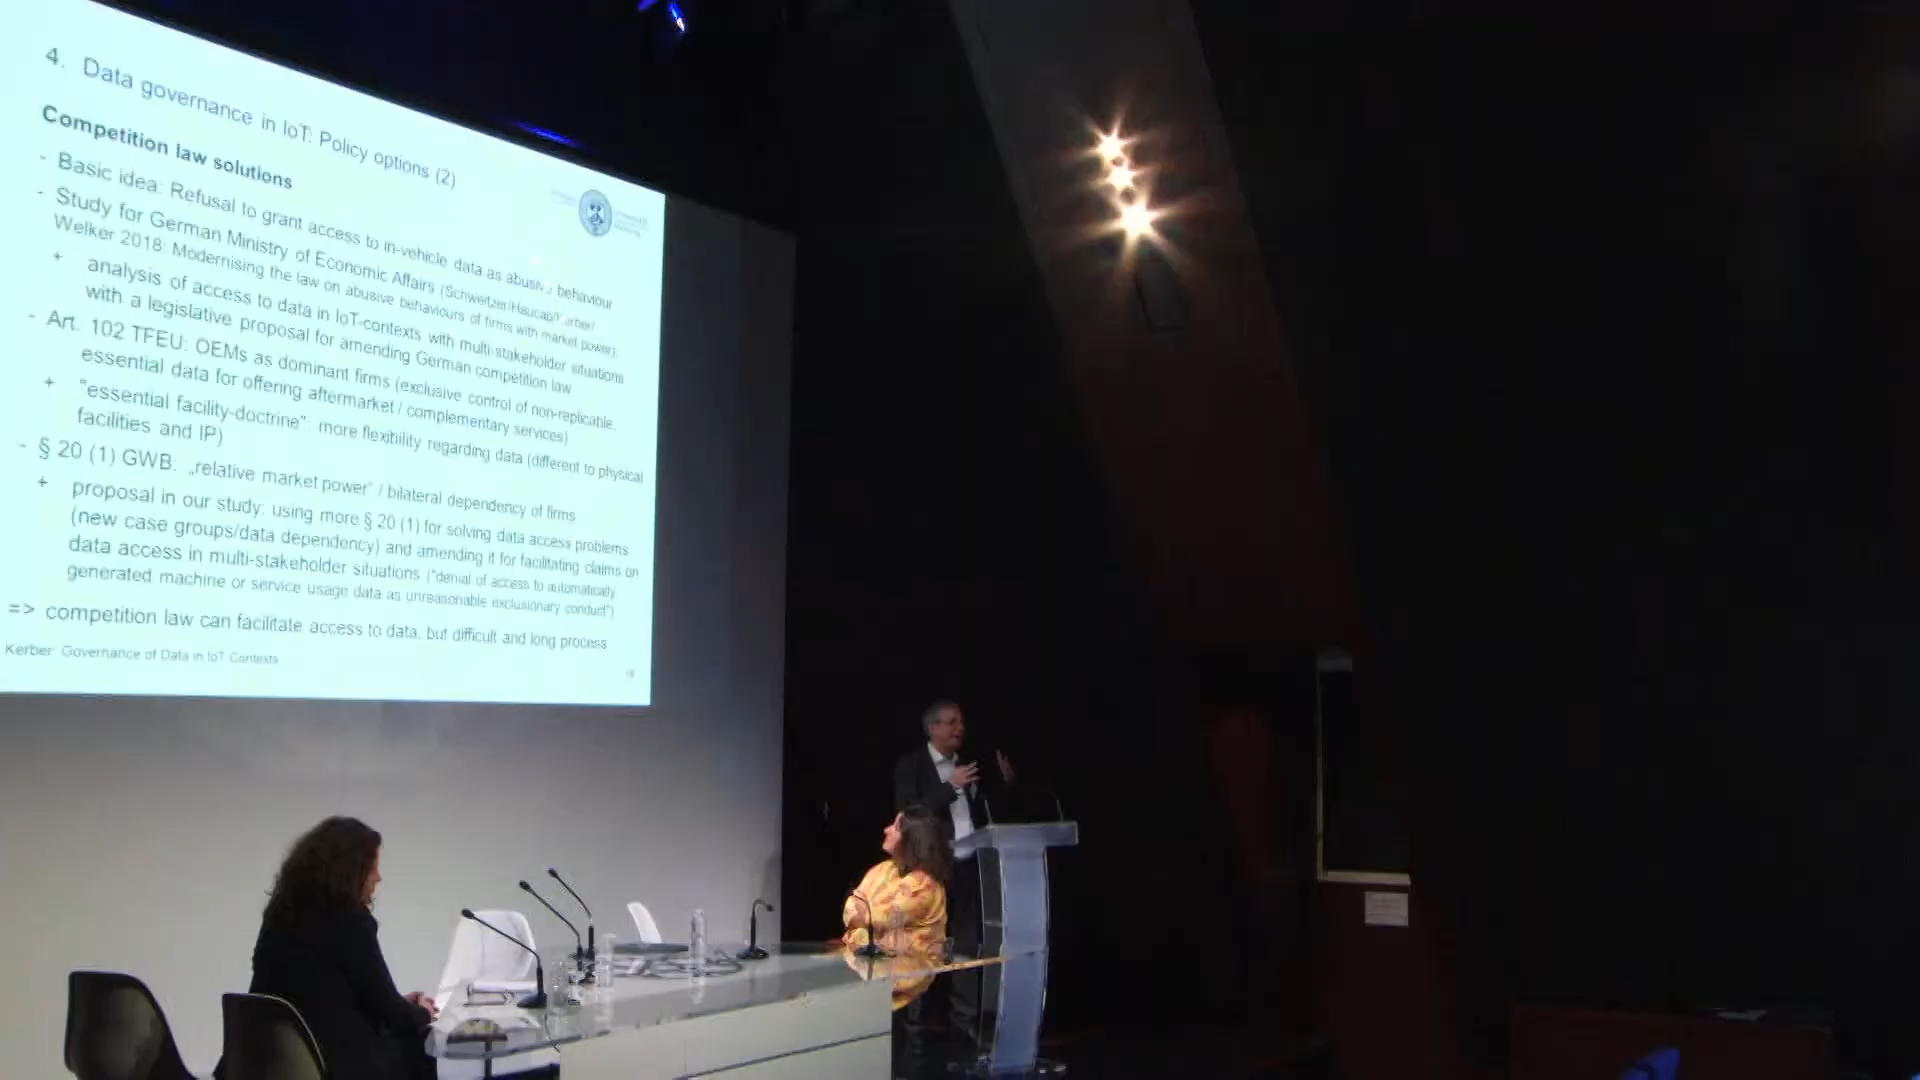 4. Data governance in IoT: Policy options (2)
Competition law solutions
- Basic idea: Refusal to grant access to in-vehicle data as abusive behaviour
- Study for German Ministry of Economic Affairs (Schweitzer/Haucap/Kerber/
Welker 2018: Modernising the law on abusive behaviours of firms with market power):
+ analysis of access to data in IoT-contexts with multi-stakeholder situations
with a legislative proposal for amending German competition law
- Art. 102 TFEU: OEMs as dominant firms (exclusive control of non-replicable,
essential data for offering aftermarket / complementary services)
+ "essential facility-doctrine": more flexibility regarding data (different to physical
facilities and IP)
- § 20 (1) GWB: „relative market power" / bilateral dependency of firms
+ proposal in our study: using more § 20 (1) for solving data access problems
(new case groups/data dependency) and amending it for facilitating claims on
data access in multi-stakeholder situations ("denial of access to automatically
generated machine or service usage data as unreasonable exclusionary conduct")
=> competition law can facilitate access to data, but difficult and long process
Kerber: Governance of Data in IoT Contexts